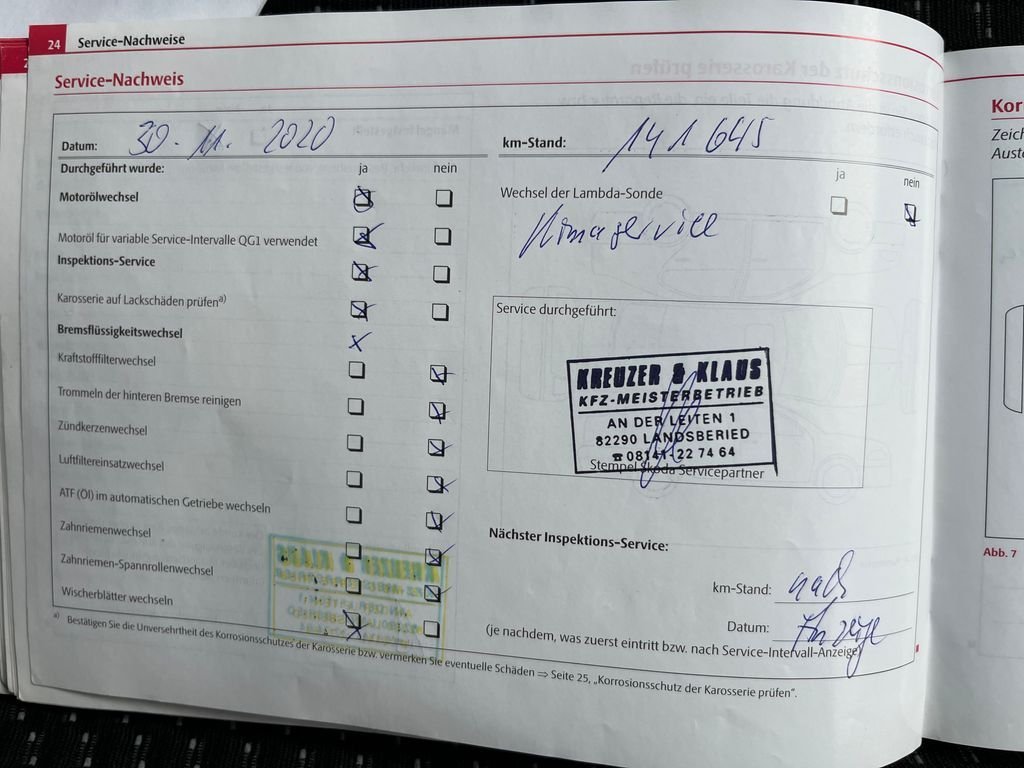 24 Service-Nachweise
Service-Nachweis
Datum: 30. 11. 2020
km-Stand: 141 645
Durchgeführt wurde: ja nein
ja nein
Motorölwechsel
Wechsel der Lambda-Sonde
Klimaservice
Motoröl für variable Service-Intervalle QG1 verwendet
Inspektions-Service
Karosserie auf Lackschäden prüfen a)
Bremsflüssigkeitswechsel
Kraftstofffilterwechsel
Trommeln der hinteren Bremse reinigen
Zündkerzenwechsel
Luftfiltereinsatzwechsel
ATF (Öl) im automatischen Getriebe wechseln
Zahnriemenwechsel
Zahnriemen-Spannrollenwechsel
Wischerblätter wechseln
Service durchgeführt:
KREUZER & KLAUS
KFZ-MEISTERBETRIEB
AN DER LEITEN 1
82290 LANDSBERIED
☎ 08141-22 74 64
Stempel Škoda Servicepartner
Nächster Inspektions-Service:
km-Stand: nach
Datum: Anzeige
(je nachdem, was zuerst eintritt bzw. nach Service-Intervall-Anzeige)
a) Bestätigen Sie die Unversehrtheit des Korrosionsschutzes der Karosserie bzw. vermerken Sie eventuelle Schäden ⇒ Seite 25, „Korrosionsschutz der Karosserie prüfen“.
Kor
Zeich
Auste
Abb. 7